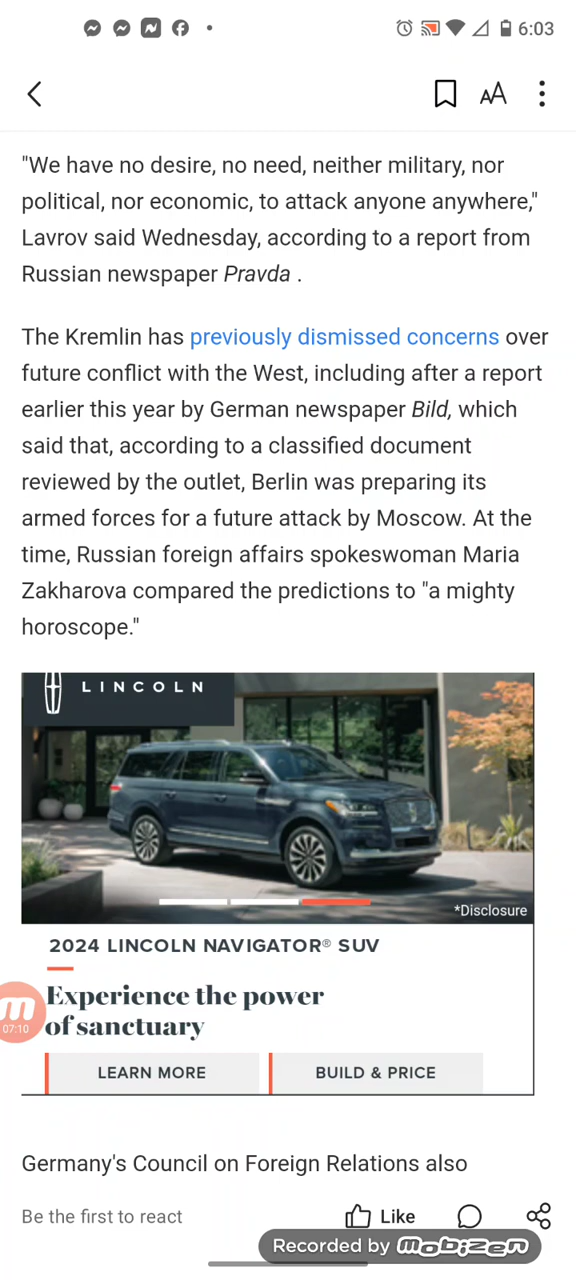 6:03
"We have no desire, no need, neither military, nor
political, nor economic, to attack anyone anywhere,"
Lavrov said Wednesday, according to a report from
Russian newspaper Pravda .
The Kremlin has previously dismissed concerns over
future conflict with the West, including after a report
earlier this year by German newspaper Bild, which
said that, according to a classified document
reviewed by the outlet, Berlin was preparing its
armed forces for a future attack by Moscow. At the
time, Russian foreign affairs spokeswoman Maria
Zakharova compared the predictions to "a mighty
horoscope."
LINCOLN
*Disclosure
2024 LINCOLN NAVIGATOR® SUV
Experience the power
of sanctuary
07:10
LEARN MORE BUILD & PRICE
Germany's Council on Foreign Relations also
Be the first to react Like
Recorded by mobizen